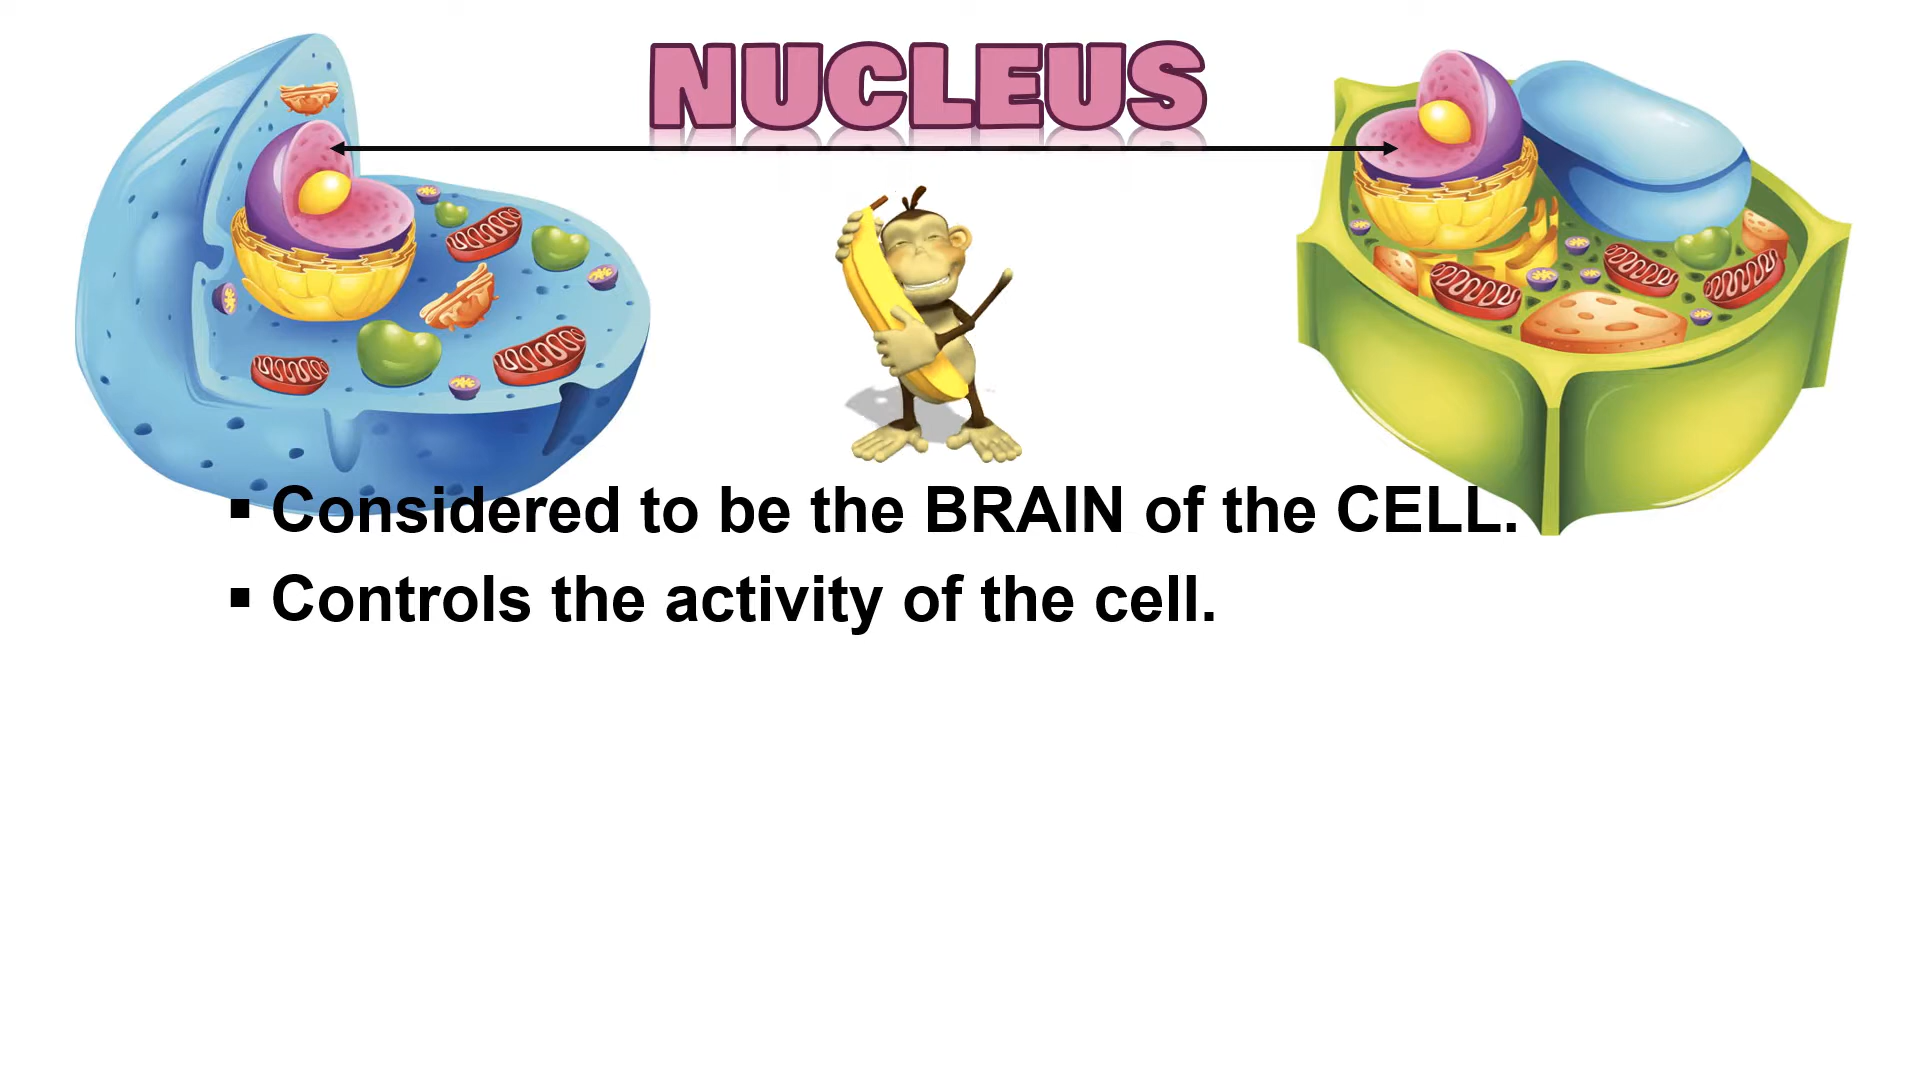 NUCLEUS
▪ Considered to be the BRAIN of the CELL.
▪ Controls the activity of the cell.